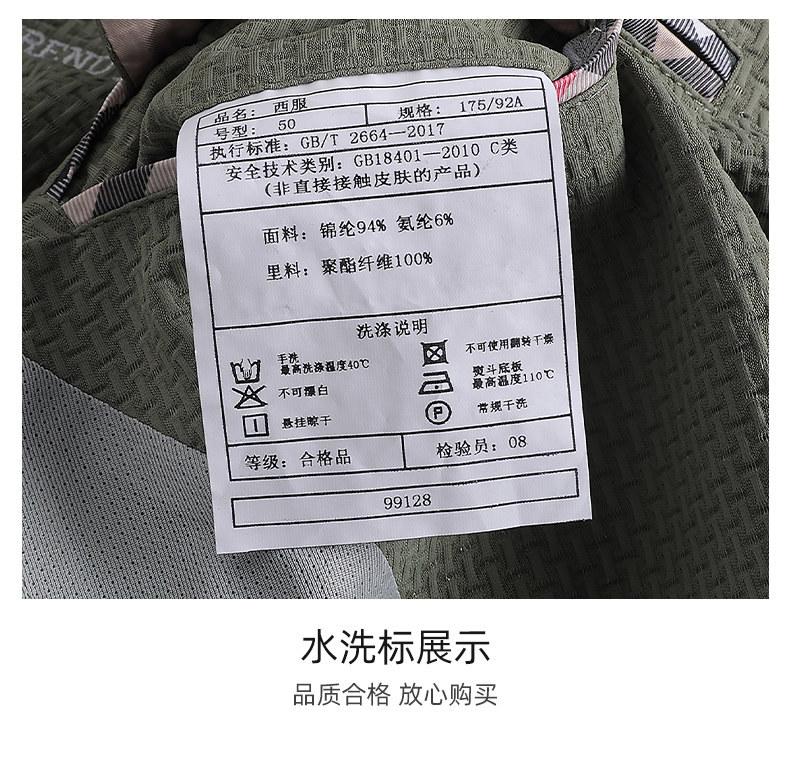 REND
品名: 西服
规格: 175/92A
号型: 50
执行标准: GB/T 2664—2017
安全技术类别: GB18401—2010 C类
(非直接接触皮肤的产品)
面料: 锦纶94% 氨纶6%
里料: 聚酯纤维100%
洗涤说明
手洗
最高洗涤温度40℃
不可使用翻转干燥
不可漂白
熨斗底板
最高温度110℃
悬挂晾干
P
常规干洗
等级: 合格品
检验员: 08
99128
水洗标展示
品质合格 放心购买